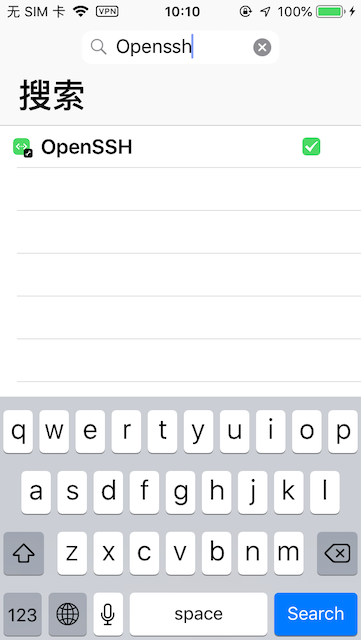 无 SIM 卡 VPN 10:10 100%
Openssh
搜索
OpenSSH
q w e r t y u i o p
a s d f g h j k l
z x c v b n m
123 space Search